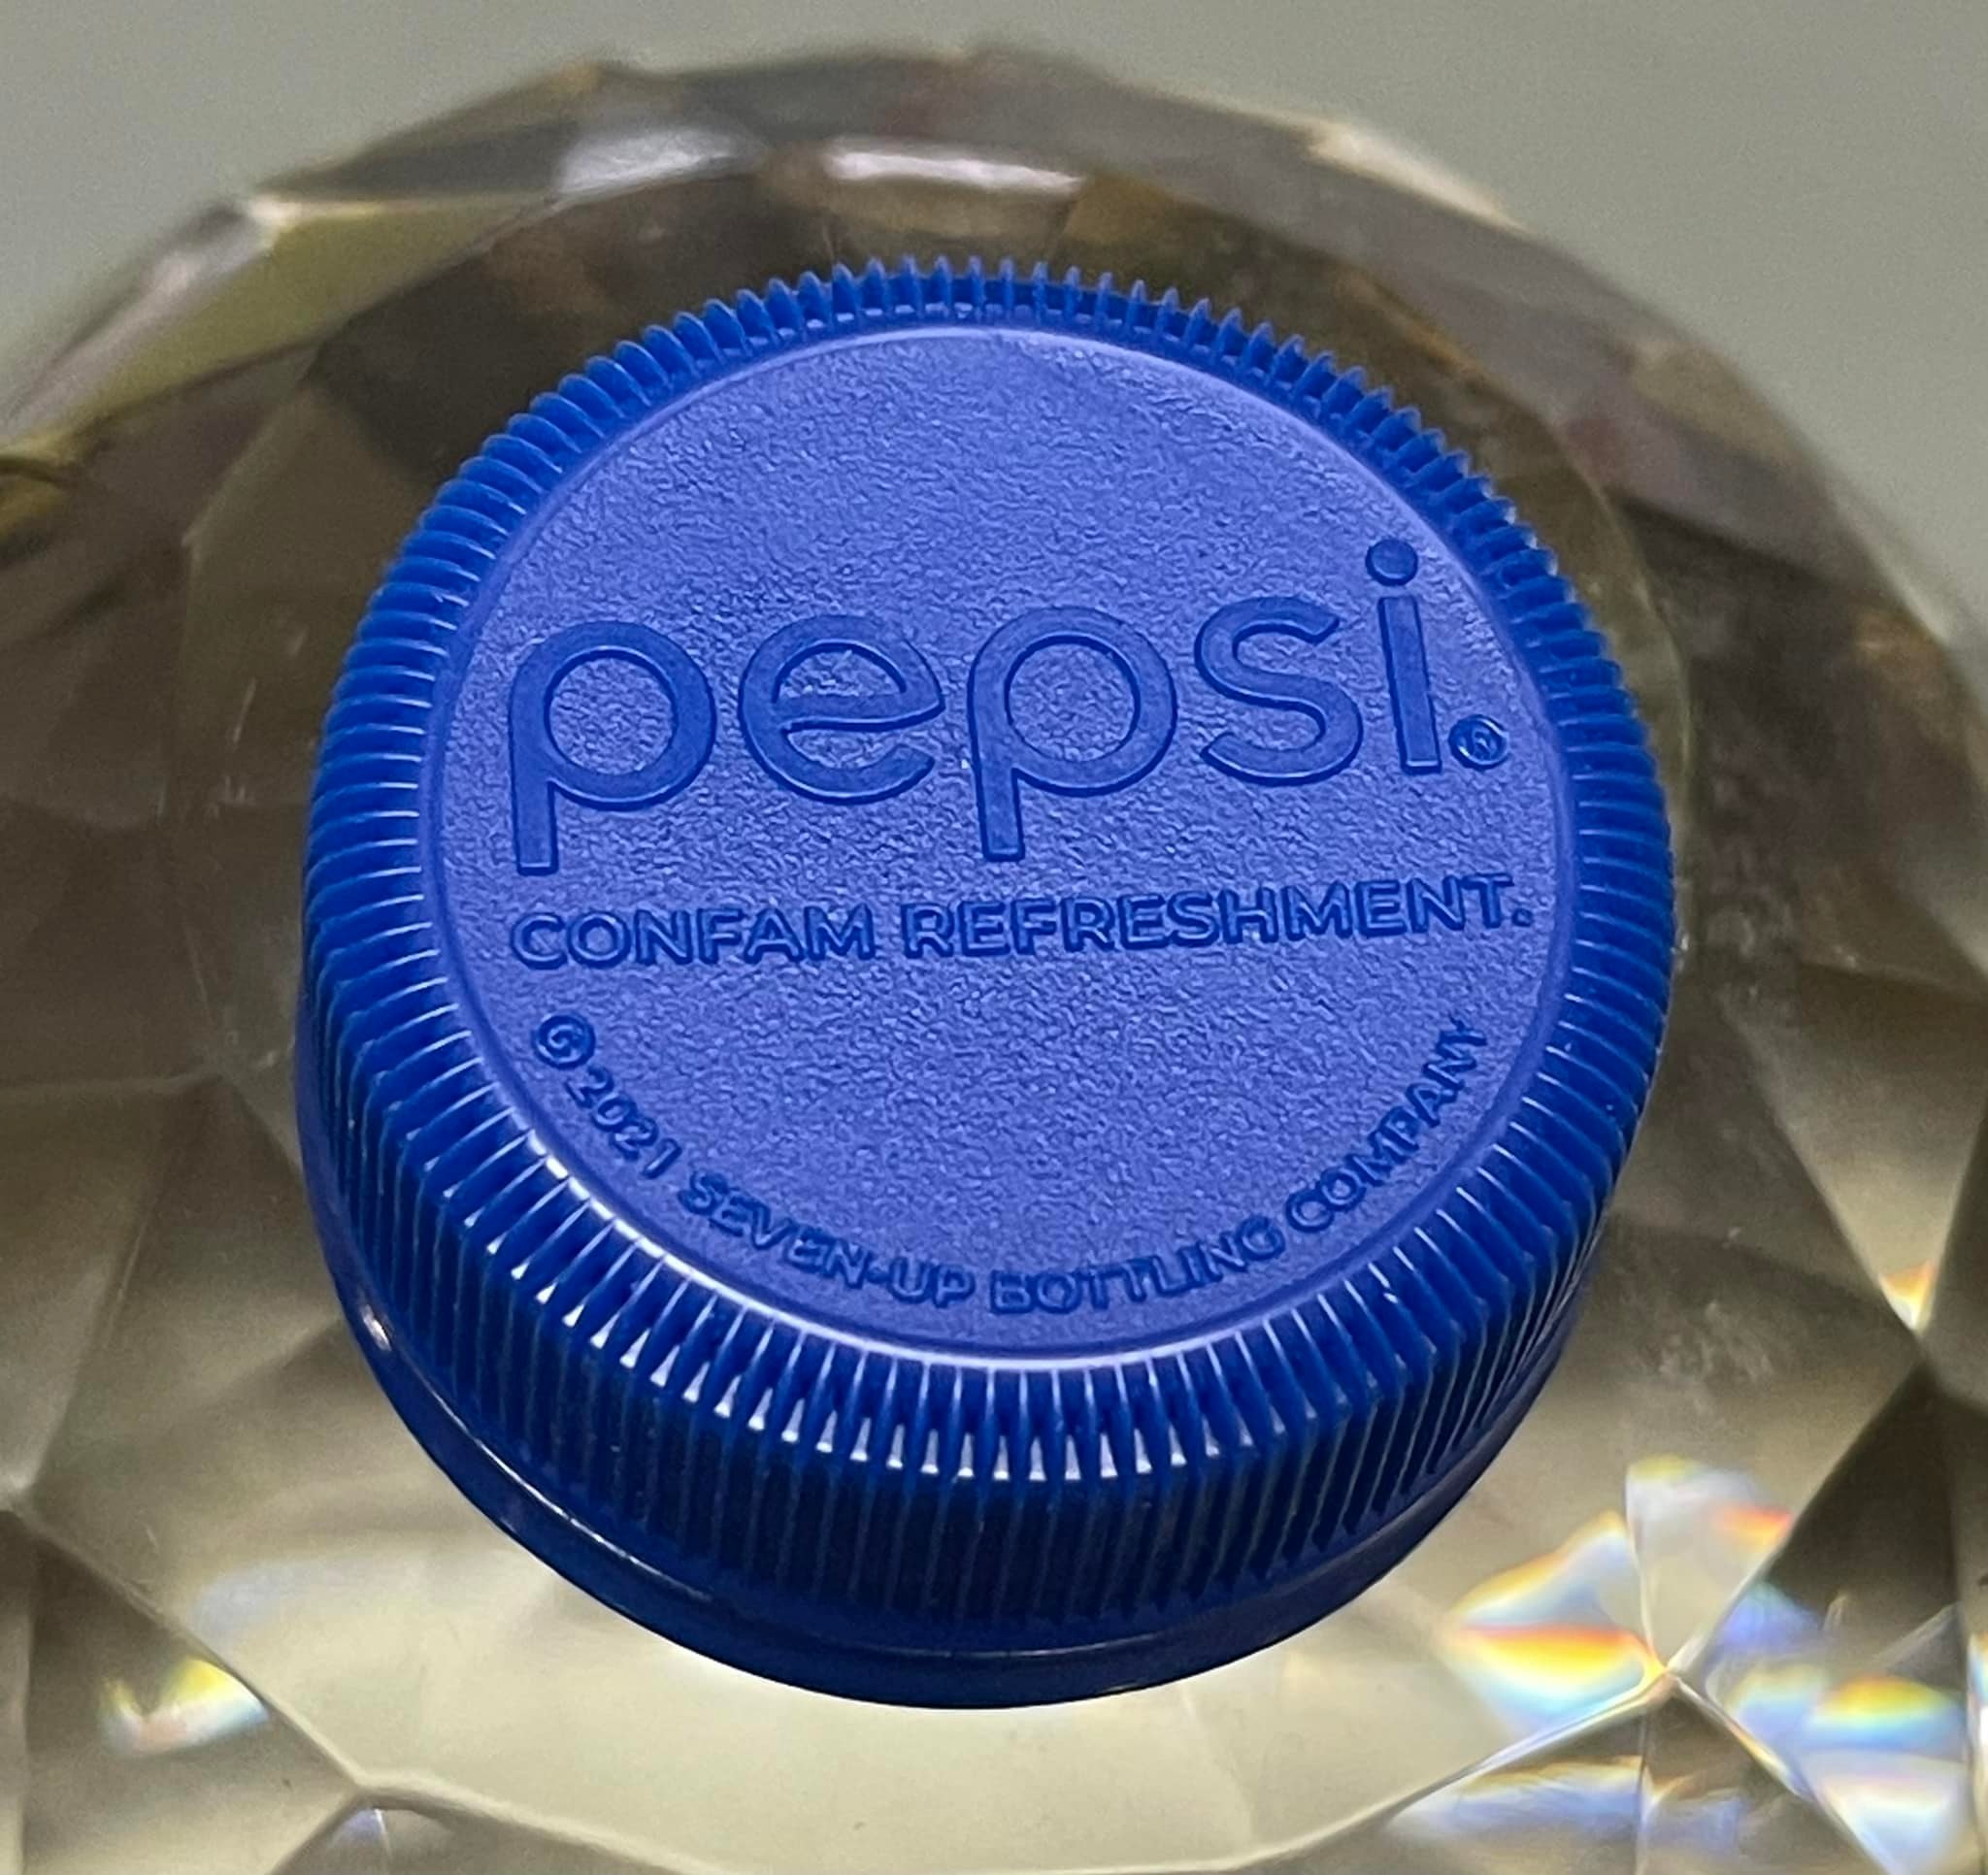 pepsi.®
CONFAM REFRESHMENT.
©2021 SEVEN-UP BOTTLING COMPANY